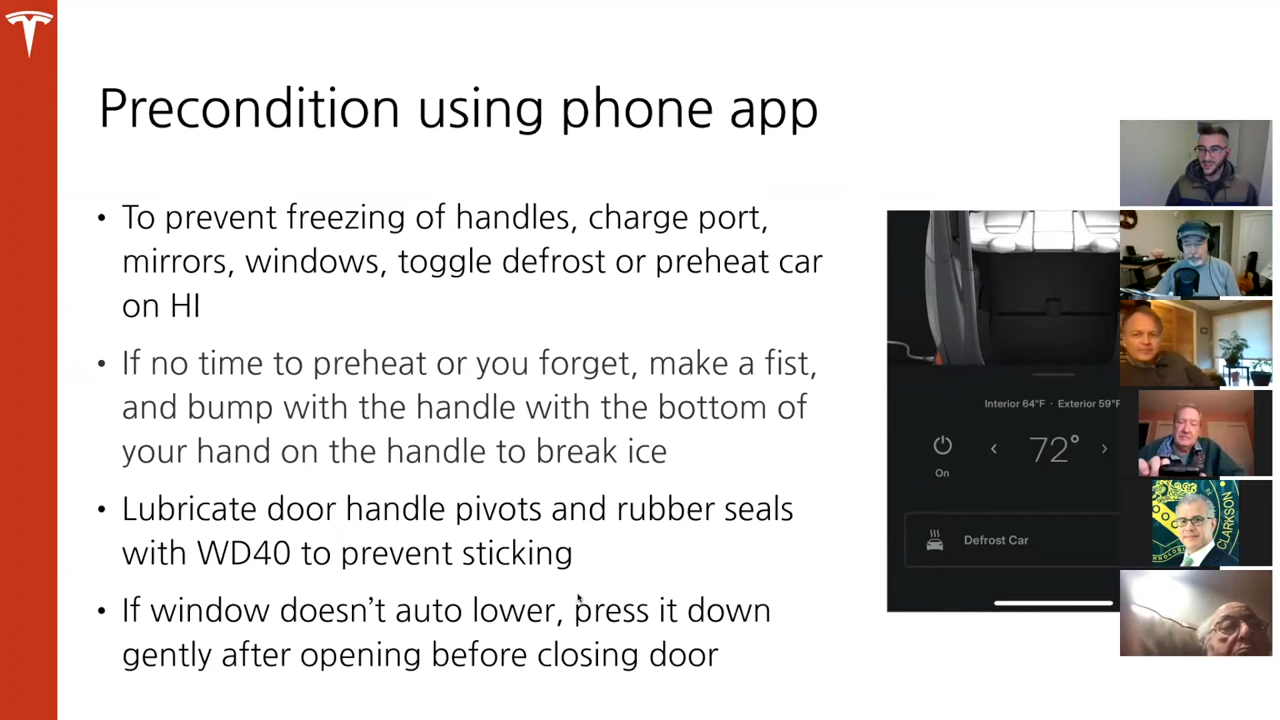 Precondition using phone app
• To prevent freezing of handles, charge port,
mirrors, windows, toggle defrost or preheat car
on HI
• If no time to preheat or you forget, make a fist,
and bump with the handle with the bottom of
your hand on the handle to break ice
• Lubricate door handle pivots and rubber seals
with WD40 to prevent sticking
• If window doesn’t auto lower, press it down
gently after opening before closing door
Interior 64°F · Exterior 59°F
< 72° >
On
Defrost Car
CLARKSON